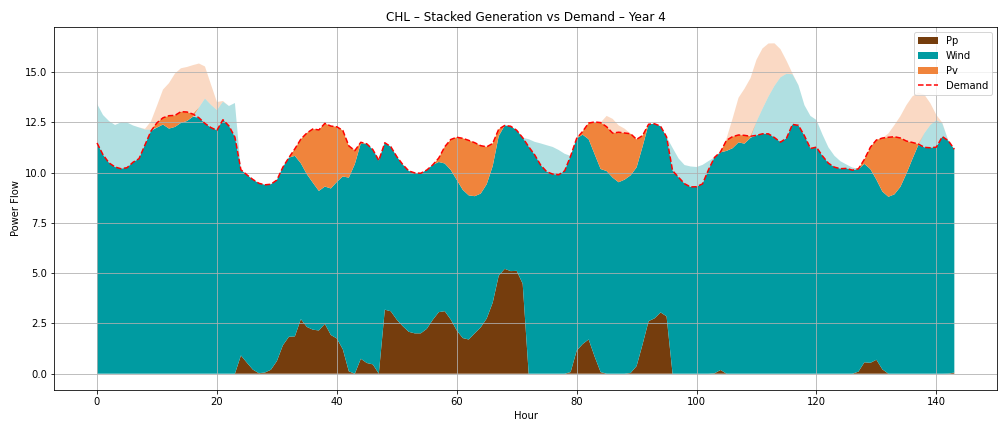 CHL – Stacked Generation vs Demand – Year 4
Pp
Wind
Pv
Demand
15.0
12.5
10.0
7.5
5.0
2.5
0.0
Power Flow
0 20 40 60 80 100 120 140
Hour